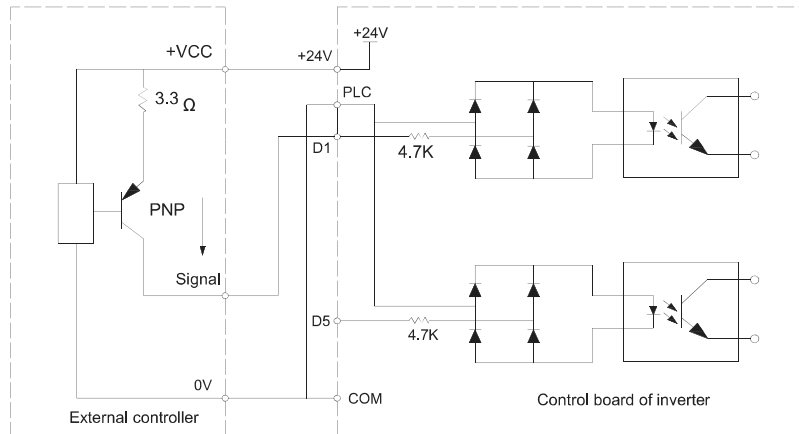 +24V
+VCC
+24V
PLC
3.3 Ω
D1
4.7K
PNP
Signal
D5
4.7K
0V
COM
External controller
Control board of inverter